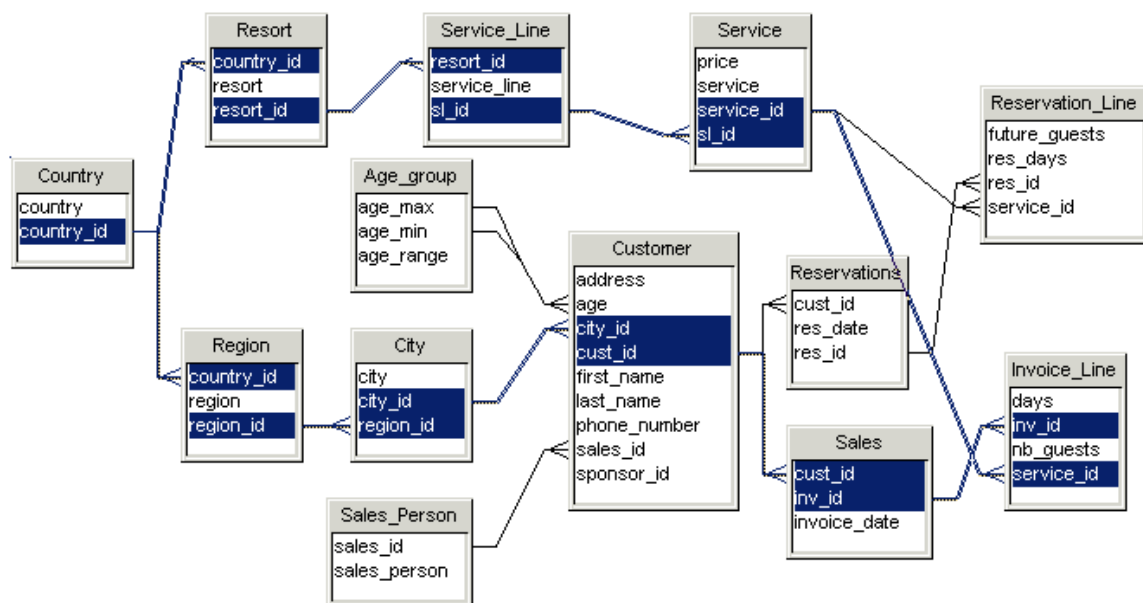 Resort
country_id
resort
resort_id
Service_Line
resort_id
service_line
sl_id
Service
price
service
service_id
sl_id
Reservation_Line
future_guests
res_days
res_id
service_id
Country
country
country_id
Age_group
age_max
age_min
age_range
Customer
address
age
city_id
cust_id
first_name
last_name
phone_number
sales_id
sponsor_id
Reservations
cust_id
res_date
res_id
Region
country_id
region
region_id
City
city
city_id
region_id
Invoice_Line
days
inv_id
nb_guests
service_id
Sales
cust_id
inv_id
invoice_date
Sales_Person
sales_id
sales_person